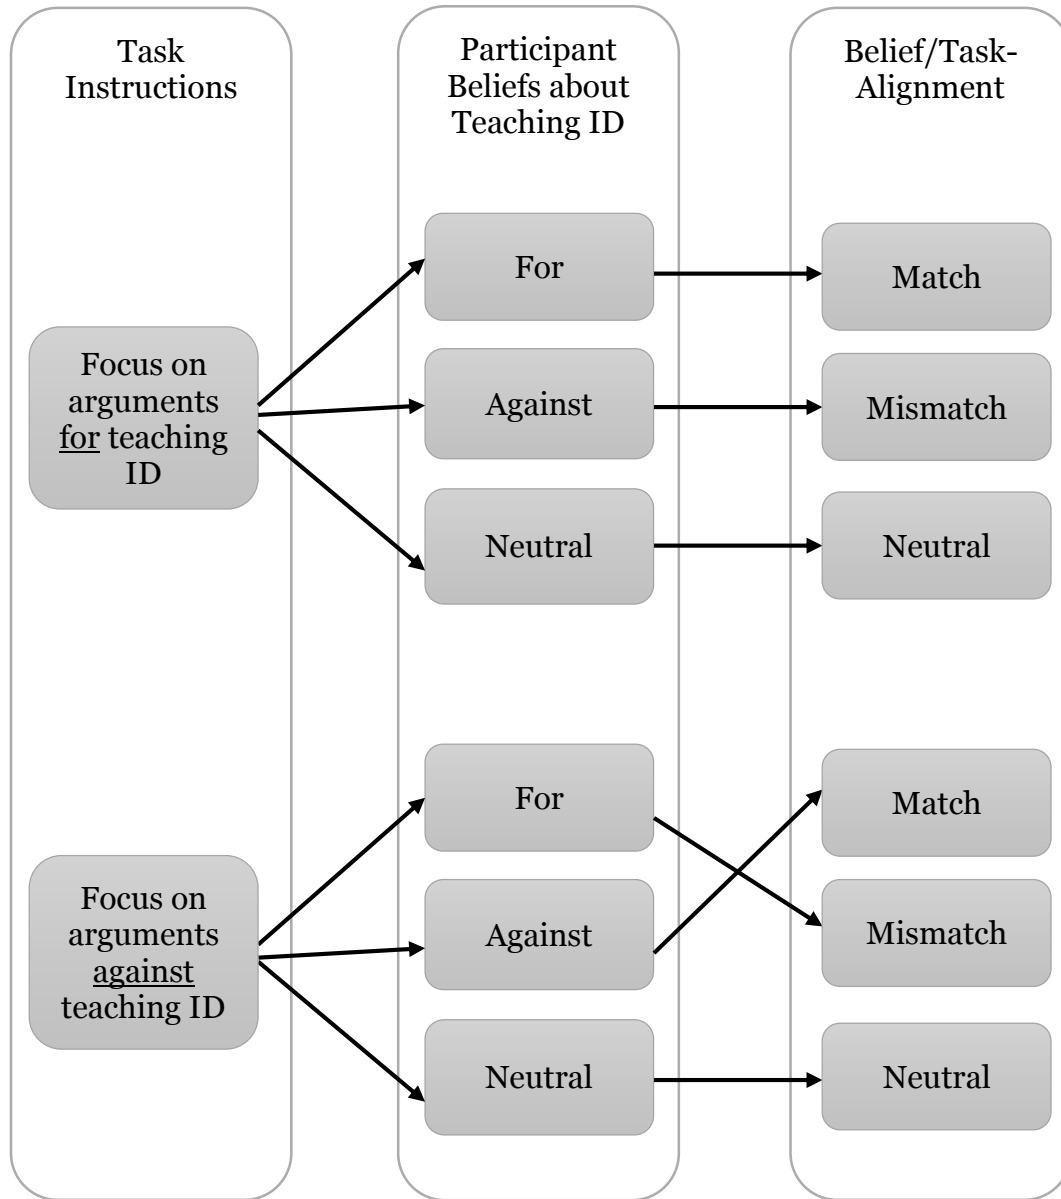 Task
Instructions
Participant
Beliefs about
Teaching ID
Belief/Task-
Alignment
Focus on
arguments
for teaching
ID
For
Match
Against
Mismatch
Neutral
Neutral
Focus on
arguments
against
teaching ID
For
Match
Against
Mismatch
Neutral
Neutral